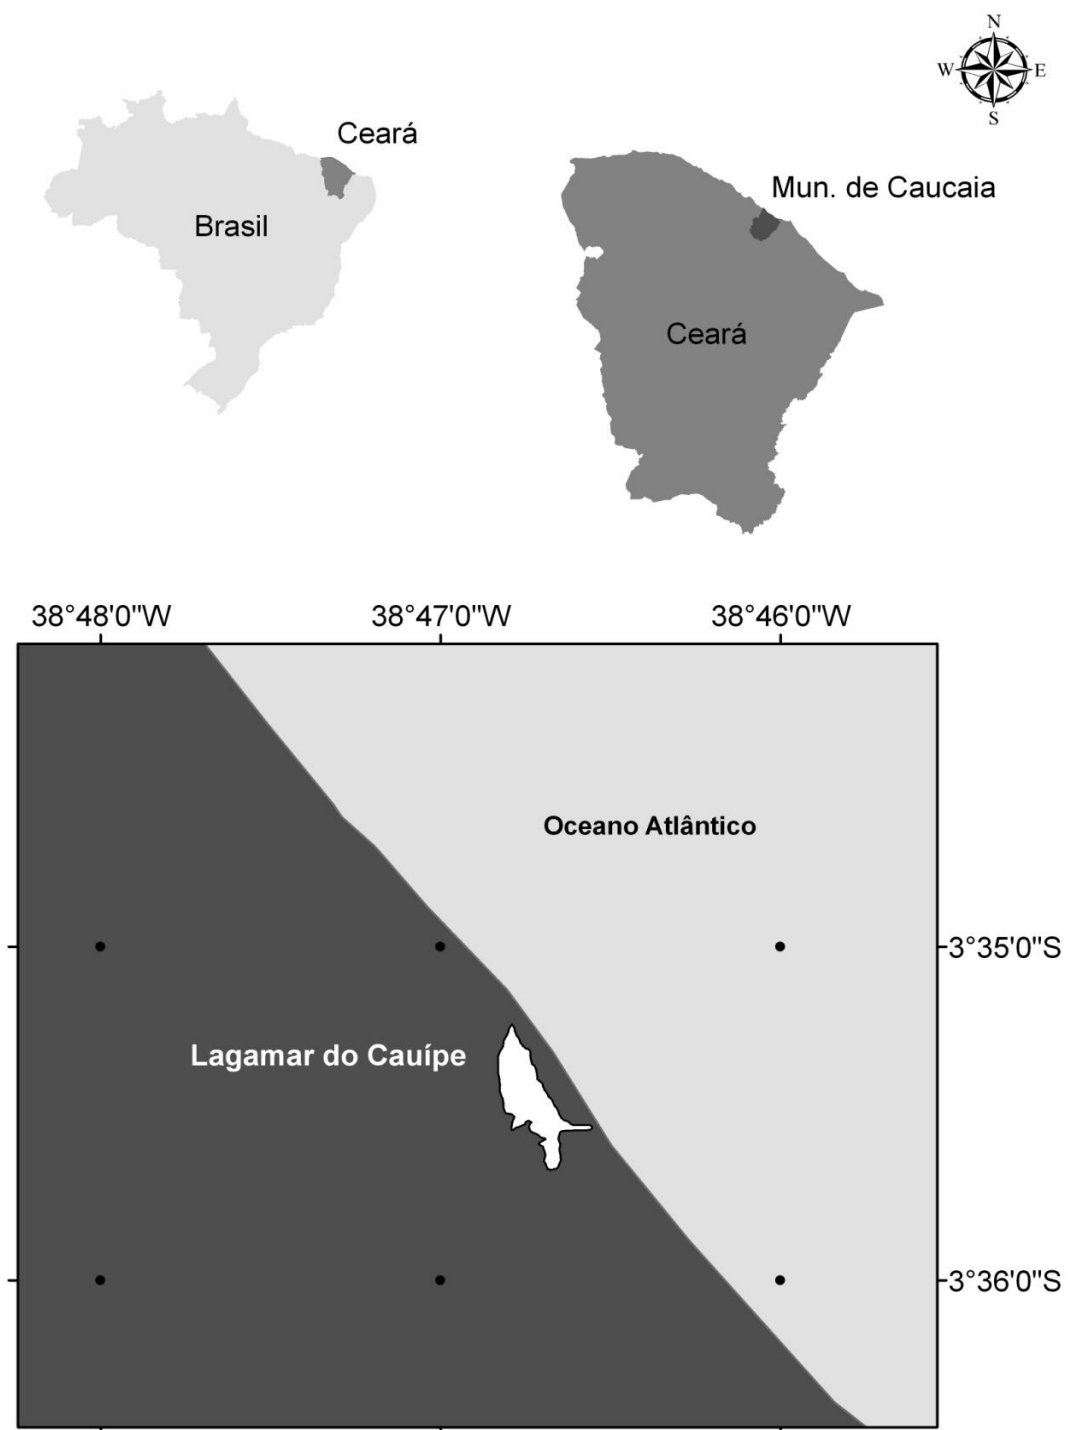 N
W E
S
Ceará
Brasil
Mun. de Caucaia
Ceará
38°48'0"W 38°47'0"W 38°46'0"W
Oceano Atlântico
3°35'0"S
Lagamar do Cauípe
3°36'0"S